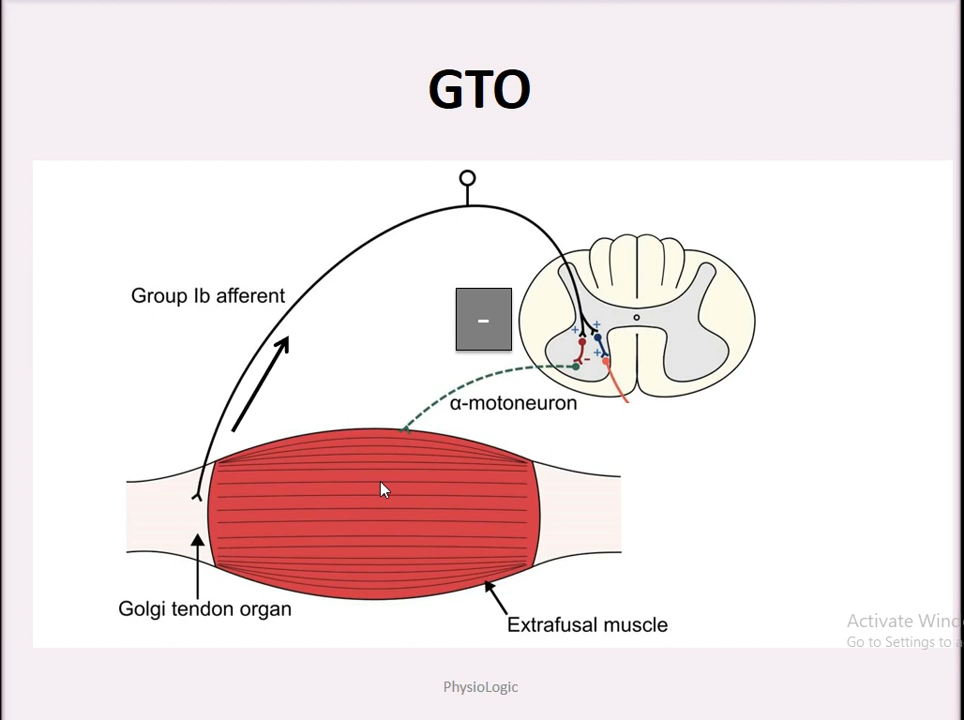 GTO
Group Ib afferent
-
+
+
+
-
α-motoneuron
Golgi tendon organ
Extrafusal muscle
Activate Wind
Go to Settings to a
PhysioLogic